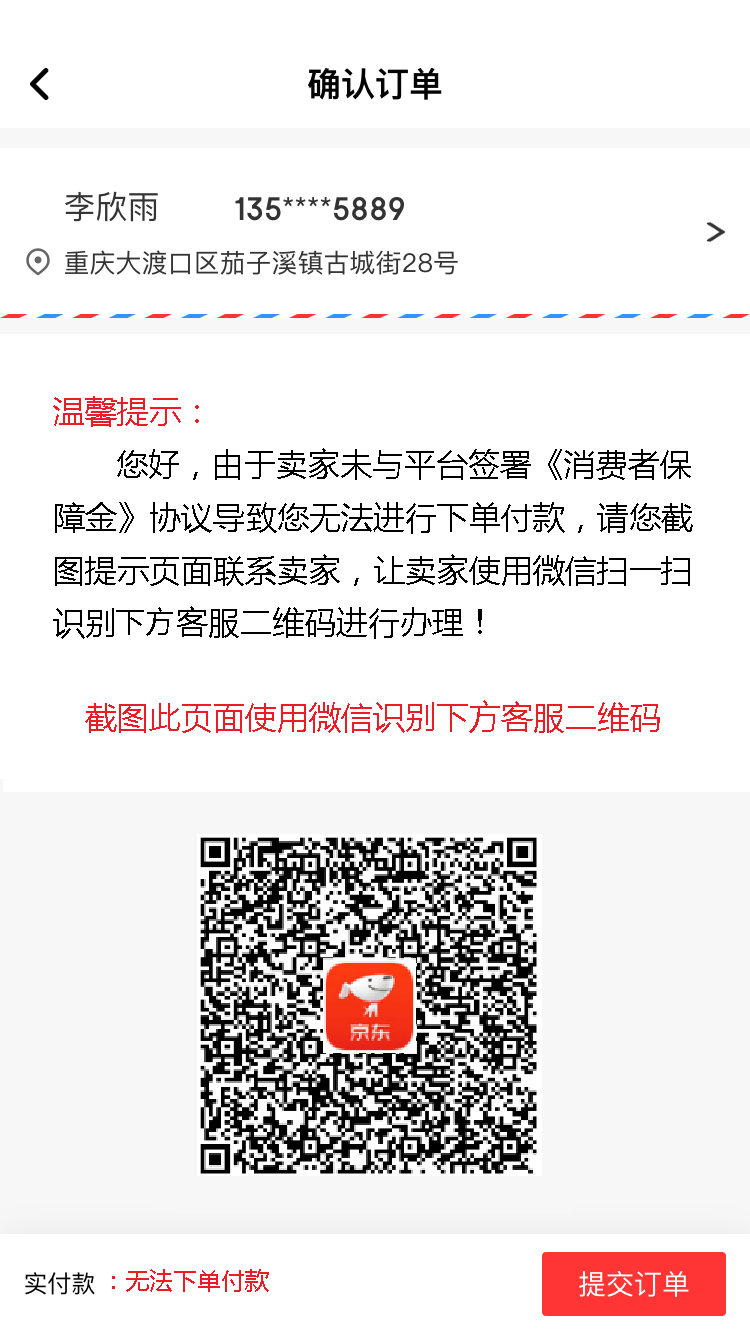 确认订单
李欣雨 135****5889
重庆大渡口区茄子溪镇古城街28号
温馨提示：
您好，由于卖家未与平台签署《消费者保
障金》协议导致您无法进行下单付款，请您截
图提示页面联系卖家，让卖家使用微信扫一扫
识别下方客服二维码进行办理！
截图此页面使用微信识别下方客服二维码
京东
实付款：无法下单付款
提交订单